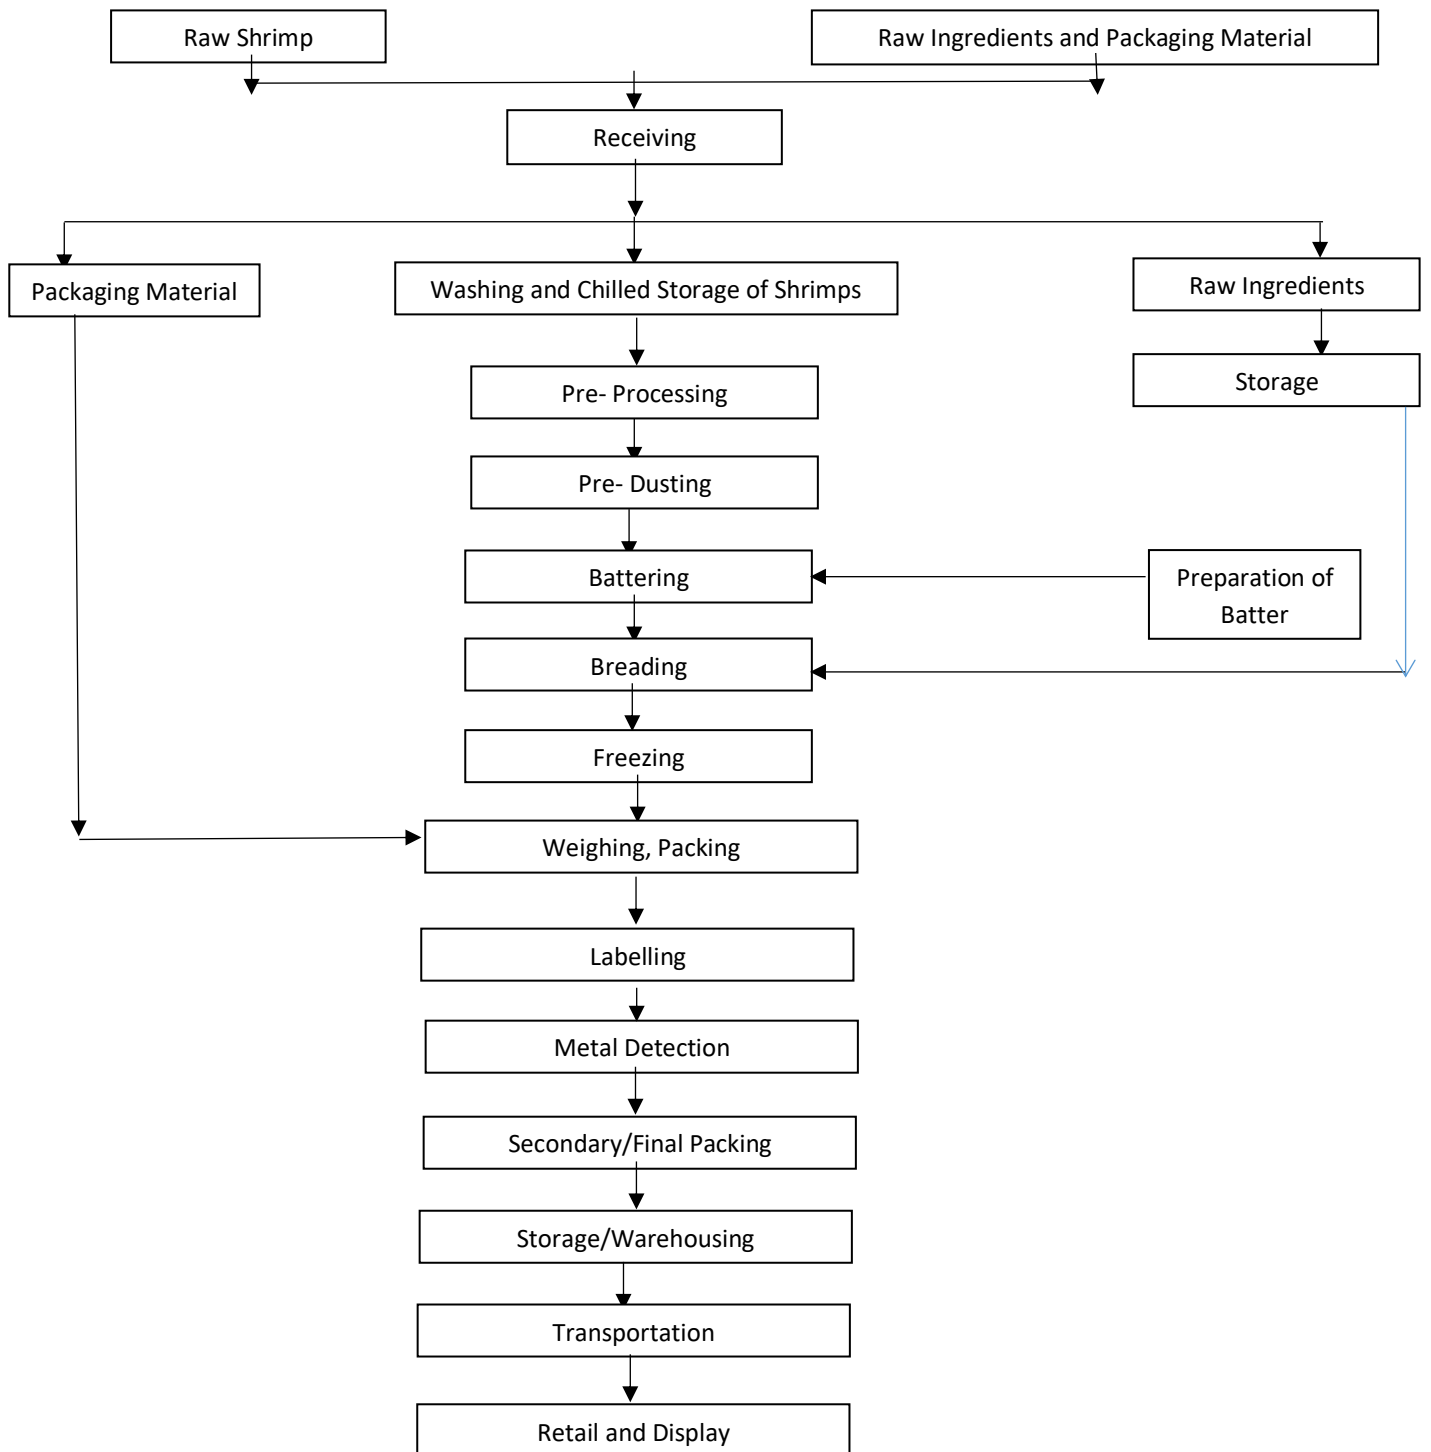 Raw Shrimp
Raw Ingredients and Packaging Material
Receiving
Packaging Material
Washing and Chilled Storage of Shrimps
Raw Ingredients
Pre- Processing
Storage
Pre- Dusting
Battering
Preparation of
Batter
Breading
Freezing
Weighing, Packing
Labelling
Metal Detection
Secondary/Final Packing
Storage/Warehousing
Transportation
Retail and Display